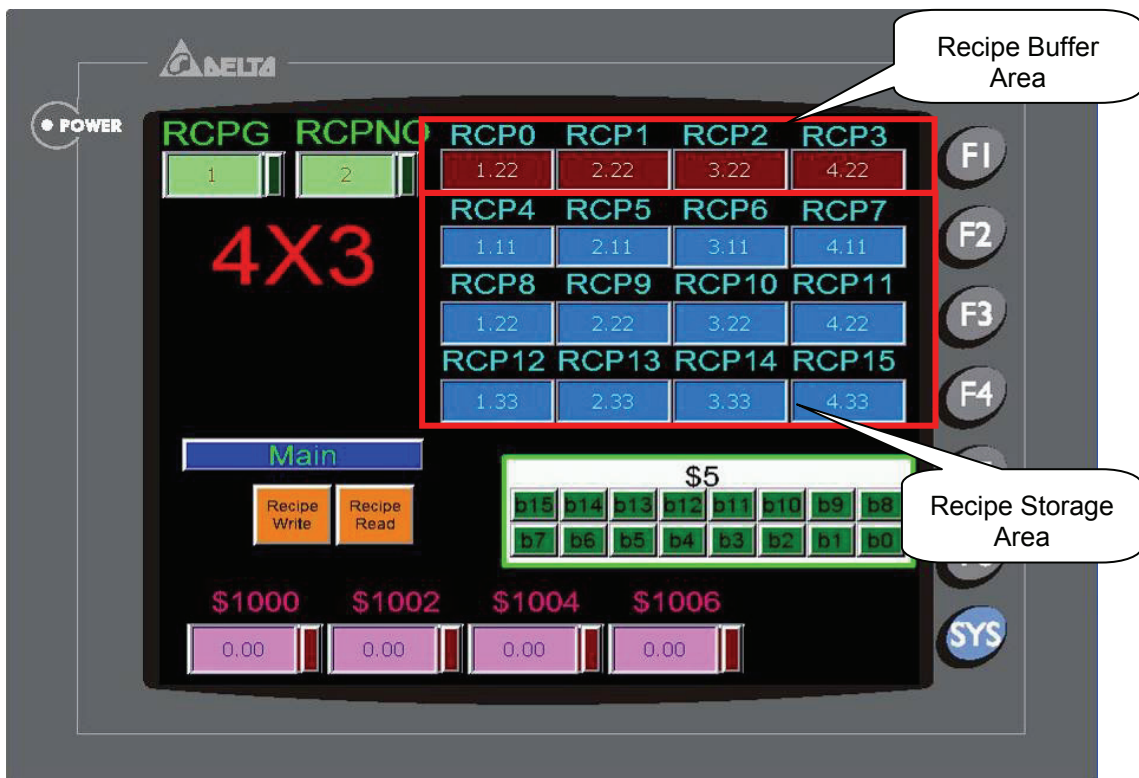 DELTA
Recipe Buffer
Area
POWER
RCPG RCPNO
1 2
RCP0 RCP1 RCP2 RCP3
1.22 2.22 3.22 4.22
F1
RCP4 RCP5 RCP6 RCP7
1.11 2.11 3.11 4.11
F2
4X3
RCP8 RCP9 RCP10 RCP11
1.22 2.22 3.22 4.22
F3
RCP12 RCP13 RCP14 RCP15
1.33 2.33 3.33 4.33
F4
Main
Recipe
Write
Recipe
Read
$5
b15 b14 b13 b12 b11 b10 b9 b8
b7 b6 b5 b4 b3 b2 b1 b0
Recipe Storage
Area
$1000 $1002 $1004 $1006
0.00 0.00 0.00 0.00
SYS